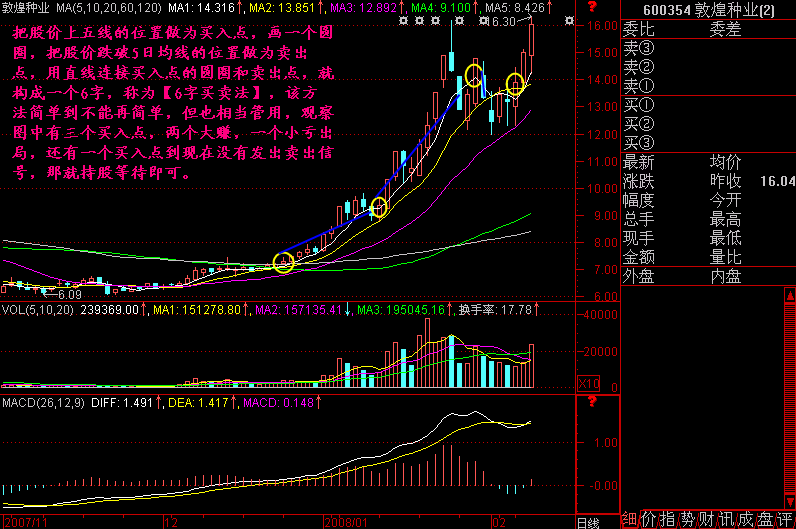 敦煌种业 MA(5,10,20,60,120) MA1: 14.316↑, MA2: 13.851↑, MA3: 12.892↑, MA4: 9.100↑ MA5: 8.426↑
把股价上五线的位置做为买入点，画一个圆
圈，把股价跌破5日均线的位置做为卖出
点，用直线连接买入点的圆圈和卖出点，就
构成一个6字，称为【6字买卖法】，该方
法简单到不能再简单，但也相当管用，观察
图中有三个买入点，两个大赚，一个小亏出
局，还有一个买入点到现在没有发出卖出信
号，那就持股等待即可。
16.30
6.09
16.00
15.00
14.00
13.00
12.00
11.00
10.00
9.00
8.00
7.00
6.00
VOL(5,10,20) 239369.00↑, MA1: 151278.80↑, MA2: 157135.41↓, MA3: 195045.16↑ 换手率: 17.78↑
40000
20000
0
X10
MACD(26,12,9) DIFF: 1.491↑, DEA: 1.417↑, MACD: 0.148↑
?
?
1.00
-0.00
2007/11 12 2008/01 02 日线
600354 敦煌种业(2)
委比 委差
卖③
卖②
卖①
买①
买②
买③
最新 均价
涨跌 昨收 16.04
幅度 今开
总手 最高
现手 最低
金额 量比
外盘 内盘
细 价 指 势 财 讯 成 盘 评